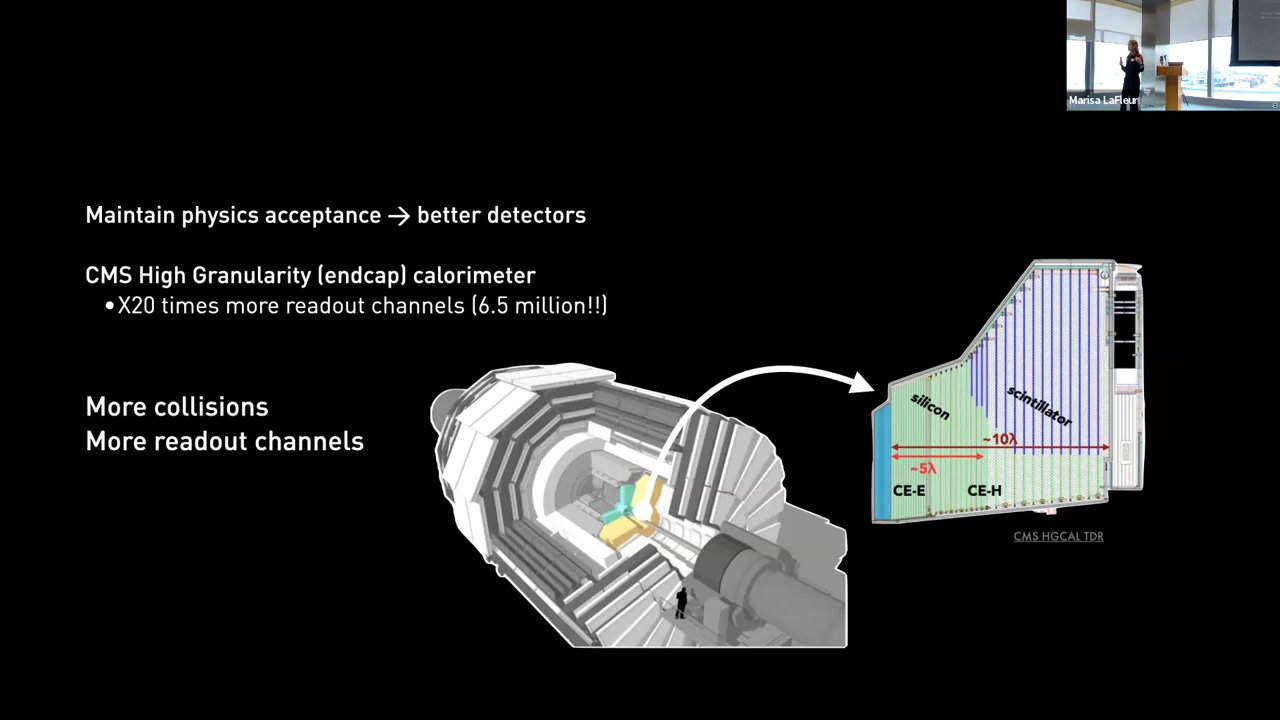 Marisa LaFleur
Maintain physics acceptance → better detectors
CMS High Granularity (endcap) calorimeter
• X20 times more readout channels (6.5 million!!)
More collisions
More readout channels
silicon
scintillator
~10λ
~5λ
CE-E
CE-H
CMS HGCAL TDR